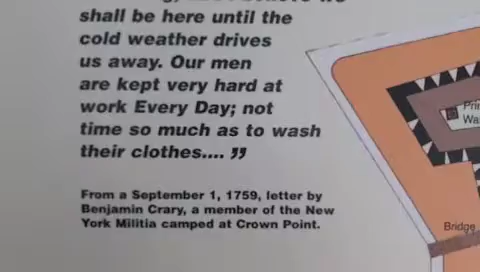 shall be here until the
cold weather drives
us away. Our men
are kept very hard at
work Every Day; not
time so much as to wash
their clothes.... ”
From a September 1, 1759, letter by
Benjamin Crary, a member of the New
York Militia camped at Crown Point.
Bridge